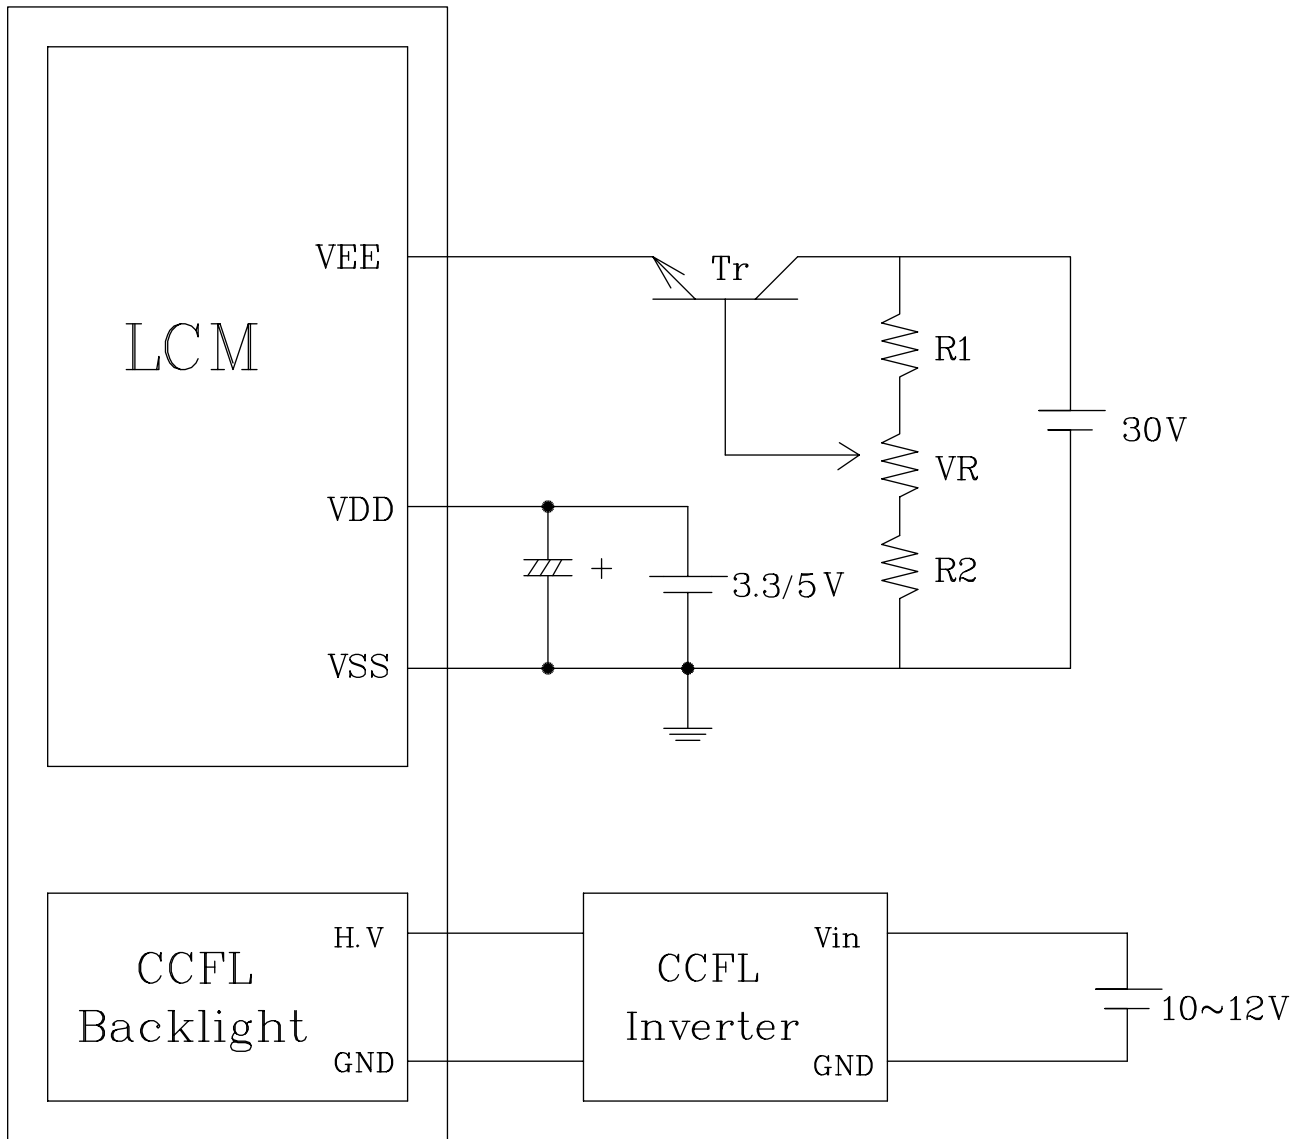 VEE
Tr
LCM
R1
30V
VR
VDD
+
3.3/5V
R2
VSS
H.V
Vin
CCFL
Backlight
CCFL
Inverter
10~12V
GND
GND